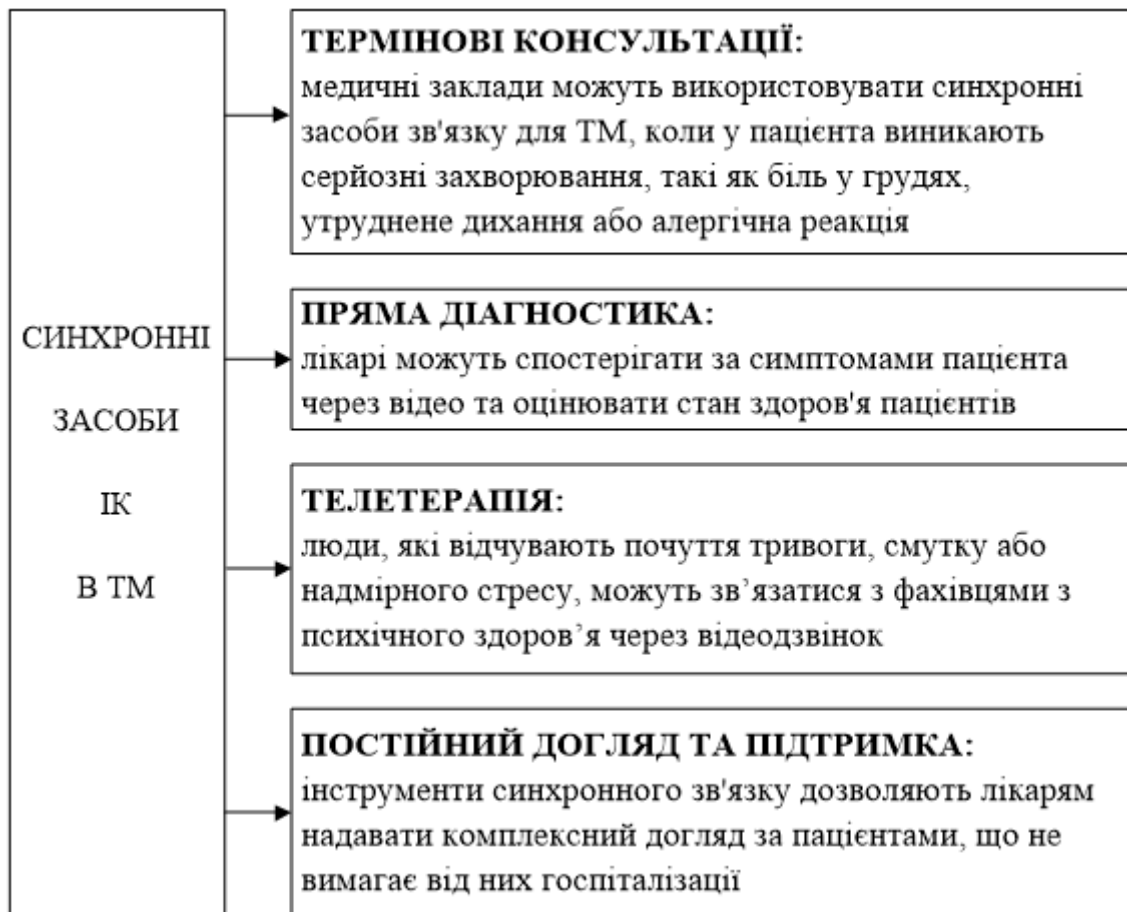 СИНХРОННІ
ЗАСОБИ
ІК
В ТМ
ТЕРМІНОВІ КОНСУЛЬТАЦІЇ:
медичні заклади можуть використовувати синхронні
засоби зв'язку для ТМ, коли у пацієнта виникають
серйозні захворювання, такі як біль у грудях,
утруднене дихання або алергічна реакція
ПРЯМА ДІАГНОСТИКА:
лікарі можуть спостерігати за симптомами пацієнта
через відео та оцінювати стан здоров'я пацієнтів
ТЕЛЕТЕРАПІЯ:
люди, які відчувають почуття тривоги, смутку або
надмірного стресу, можуть зв’язатися з фахівцями з
психічного здоров’я через відеодзвінок
ПОСТІЙНИЙ ДОГЛЯД ТА ПІДТРИМКА:
інструменти синхронного зв'язку дозволяють лікарям
надавати комплексний догляд за пацієнтами, що не
вимагає від них госпіталізації